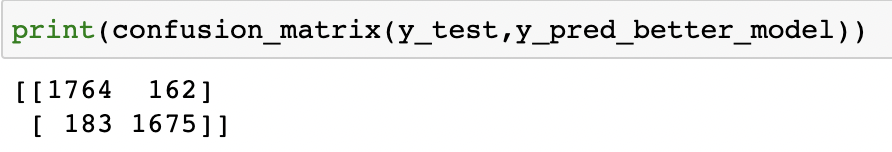 print(confusion_matrix(y_test,y_pred_better_model))
[[1764  162]
 [ 183 1675]]